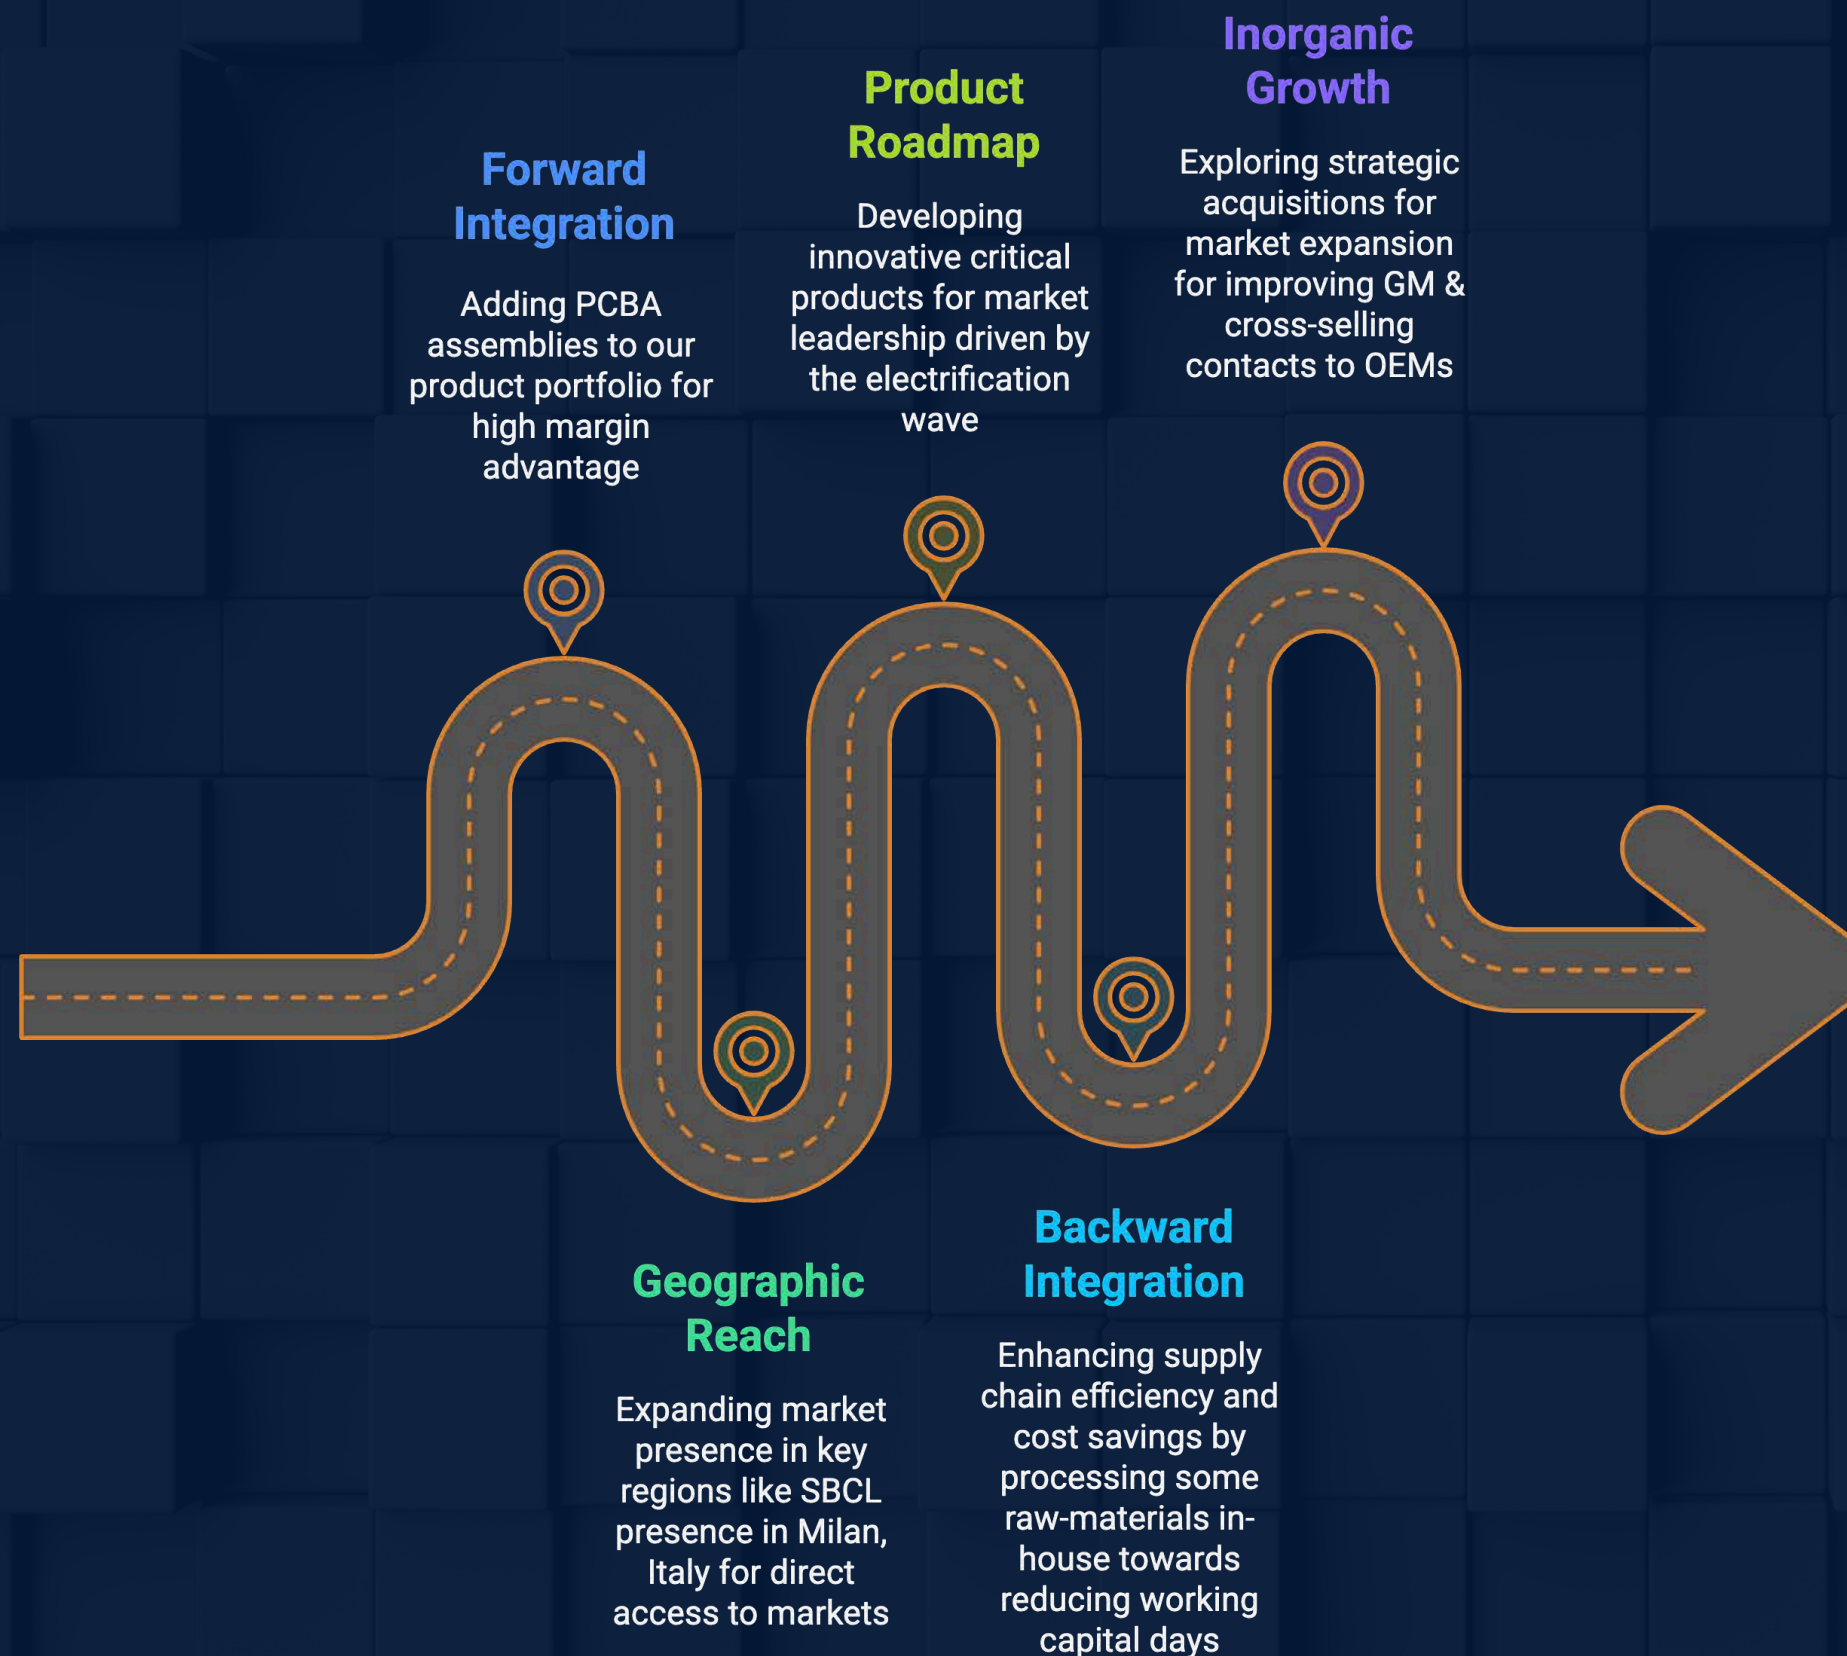 Forward
Integration
Adding PCBA
assemblies to our
product portfolio for
high margin
advantage
Geographic
Reach
Expanding market
presence in key
regions like SBCL
presence in Milan,
Italy for direct
access to markets
Product
Roadmap
Developing
innovative critical
products for market
leadership driven by
the electrification
wave
Backward
Integration
Enhancing supply
chain efficiency and
cost savings by
processing some
raw-materials in-
house towards
reducing working
capital days
Inorganic
Growth
Exploring strategic
acquisitions for
market expansion
for improving GM &
cross-selling
contacts to OEMs